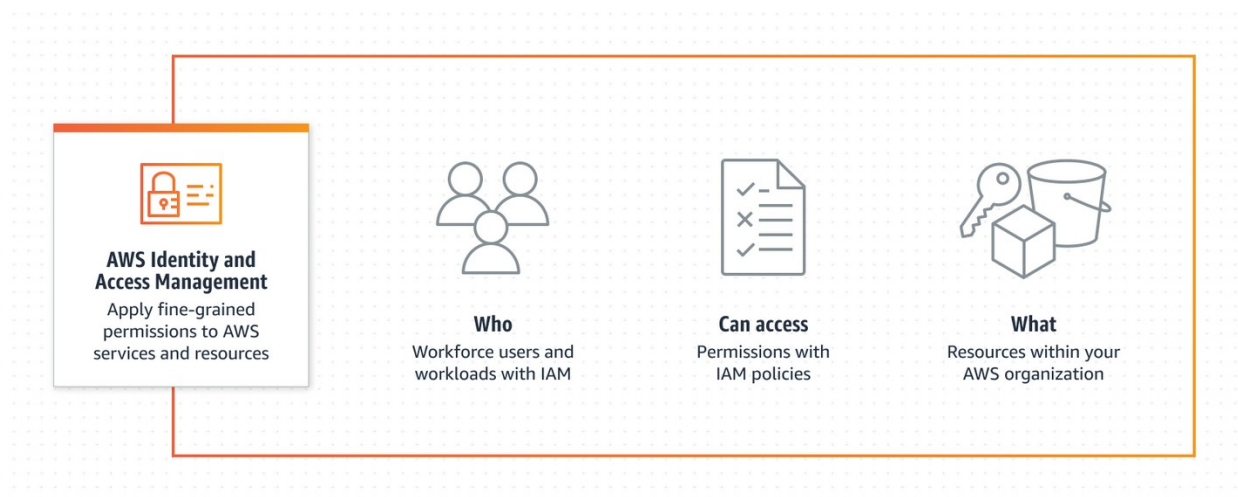 AWS Identity and
Access Management
Apply fine-grained
permissions to AWS
services and resources
Who
Workforce users and
workloads with IAM
Can access
Permissions with
IAM policies
What
Resources within your
AWS organization